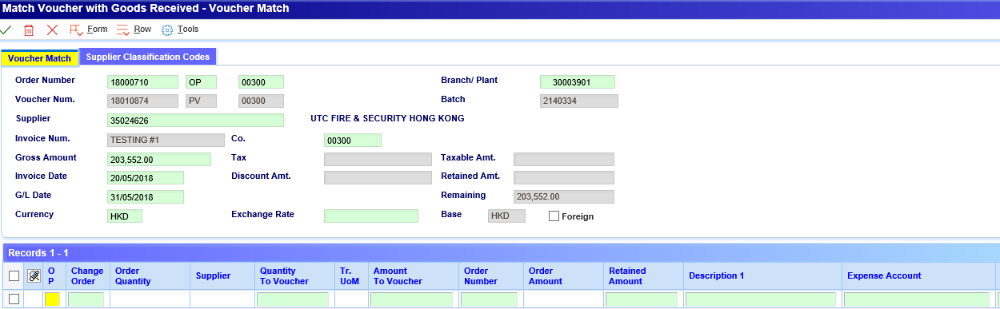 Match Voucher with Goods Received - Voucher Match
Form Row Tools
Voucher Match Supplier Classification Codes
Order Number 18000710 OP 00300 Branch/ Plant 30003901
Voucher Num. 18010874 PV 00300 Batch 2140334
Supplier 35024626 UTC FIRE & SECURITY HONG KONG
Invoice Num. TESTING #1 Co. 00300
Gross Amount 203,552.00 Tax Taxable Amt.
Invoice Date 20/05/2018 Discount Amt. Retained Amt.
G/L Date 31/05/2018 Remaining 203,552.00
Currency HKD Exchange Rate Base HKD Foreign
Records 1 - 1
O Change Order Quantity Tr. Amount Order Order Retained
P Order Quantity Supplier To Voucher UoM To Voucher Number Amount Amount Description 1 Expense Account